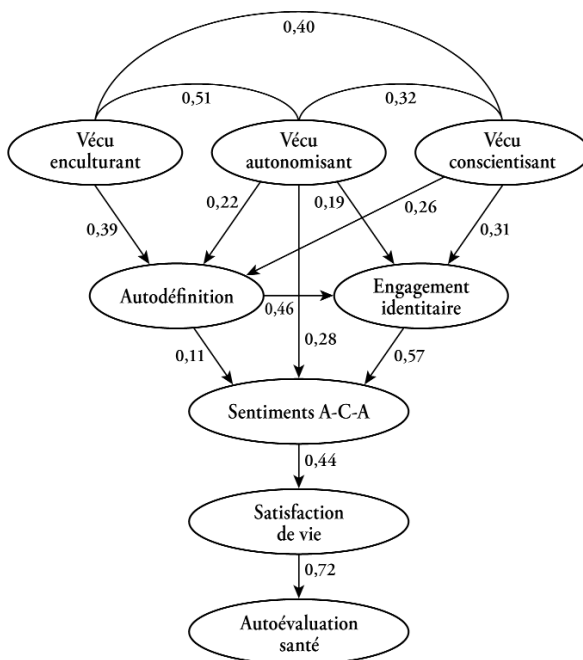 0,40
0,51
0,32
Vécu
enculturant
Vécu
autonomisant
Vécu
conscientisant
0,39
0,22
0,19
0,26
0,31
Autodéfinition
0,46
Engagement
identitaire
0,11
0,28
0,57
Sentiments A-C-A
0,44
Satisfaction
de vie
0,72
Autoévaluation
santé